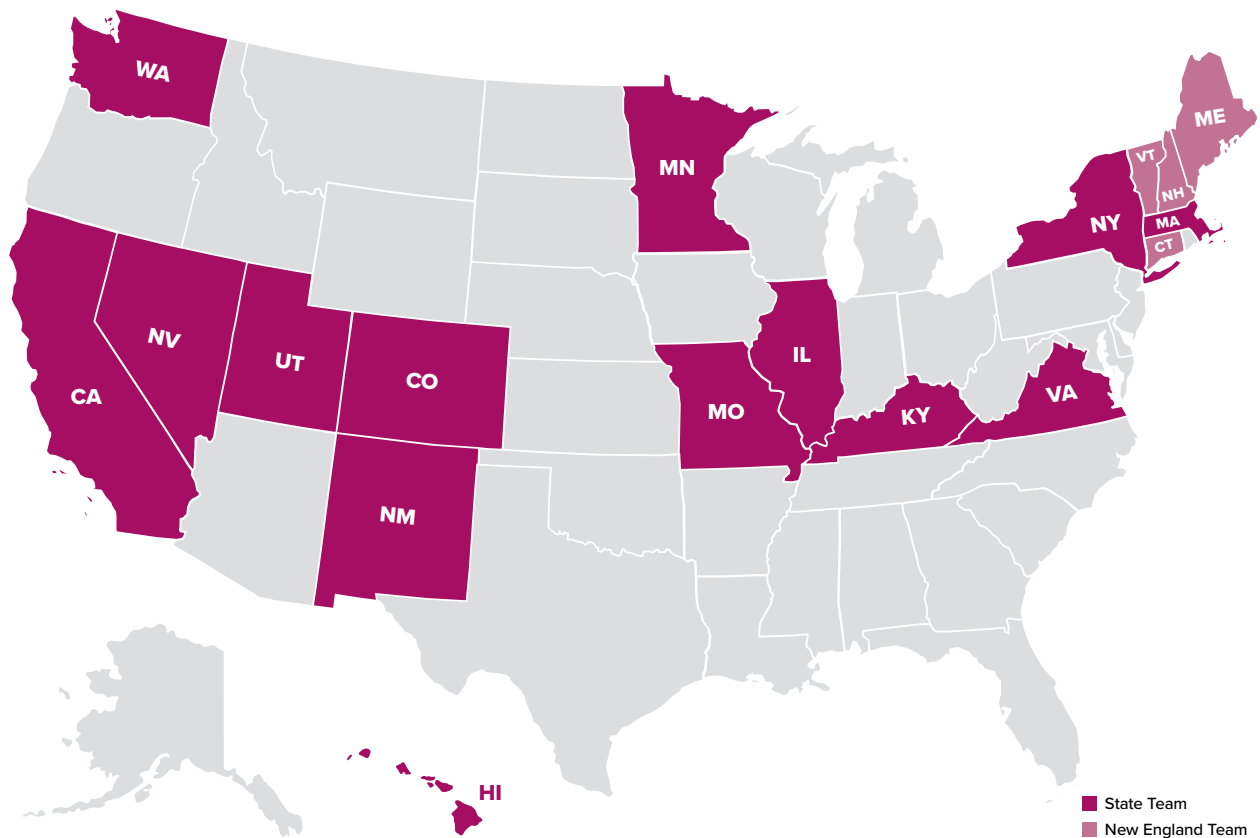 WA
MN
ME
VT
NH
NY
MA
CT
NV
UT
CO
CA
IL
MO
KY
VA
NM
HI
State Team
New England Team